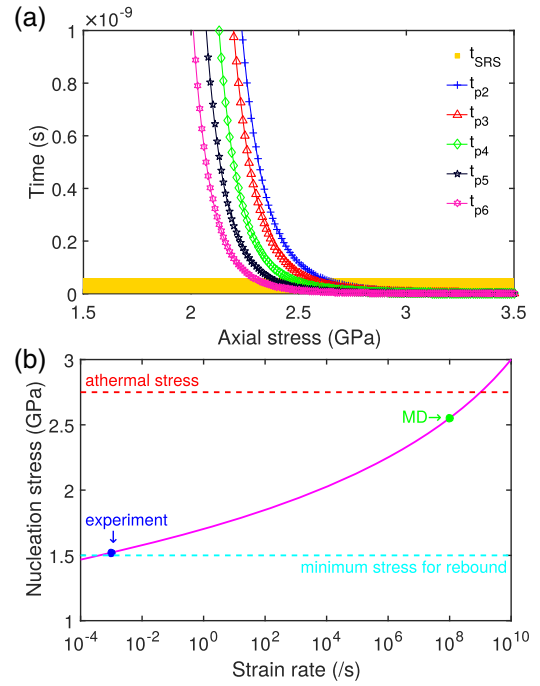 (a)
× 10⁻⁹
1
0.8
0.6
0.4
0.2
0
Time (s)
1.5 2 2.5 3 3.5
Axial stress (GPa)
t_SRS
t_p2
t_p3
t_p4
t_p5
t_p6
(b)
3
2.5
2
1.5
1
Nucleation stress (GPa)
athermal stress
MD→
experiment
↓
minimum stress for rebound
10⁻⁴ 10⁻² 10⁰ 10² 10⁴ 10⁶ 10⁸ 10¹⁰
Strain rate (/s)